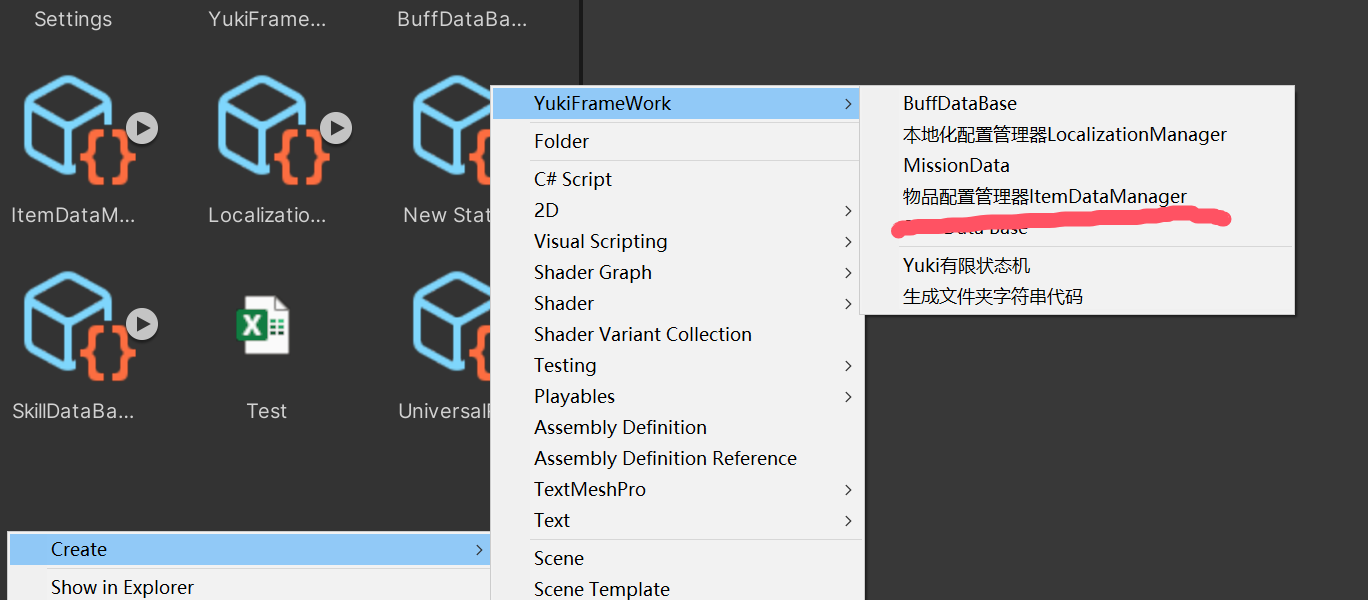 Settings
YukiFrame...
BuffDataBa...
ItemDataM...
Localizatio...
New Stat
SkillDataBa...
Test
Universal
Create
Show in Explorer
YukiFrameWork
Folder
C# Script
2D
Visual Scripting
Shader Graph
Shader
Shader Variant Collection
Testing
Playables
Assembly Definition
Assembly Definition Reference
TextMeshPro
Text
Scene
Scene Template
BuffDataBase
本地化配置管理器LocalizationManager
MissionData
物品配置管理器ItemDataManager
Data Base
Yuki有限状态机
生成文件夹字符串代码